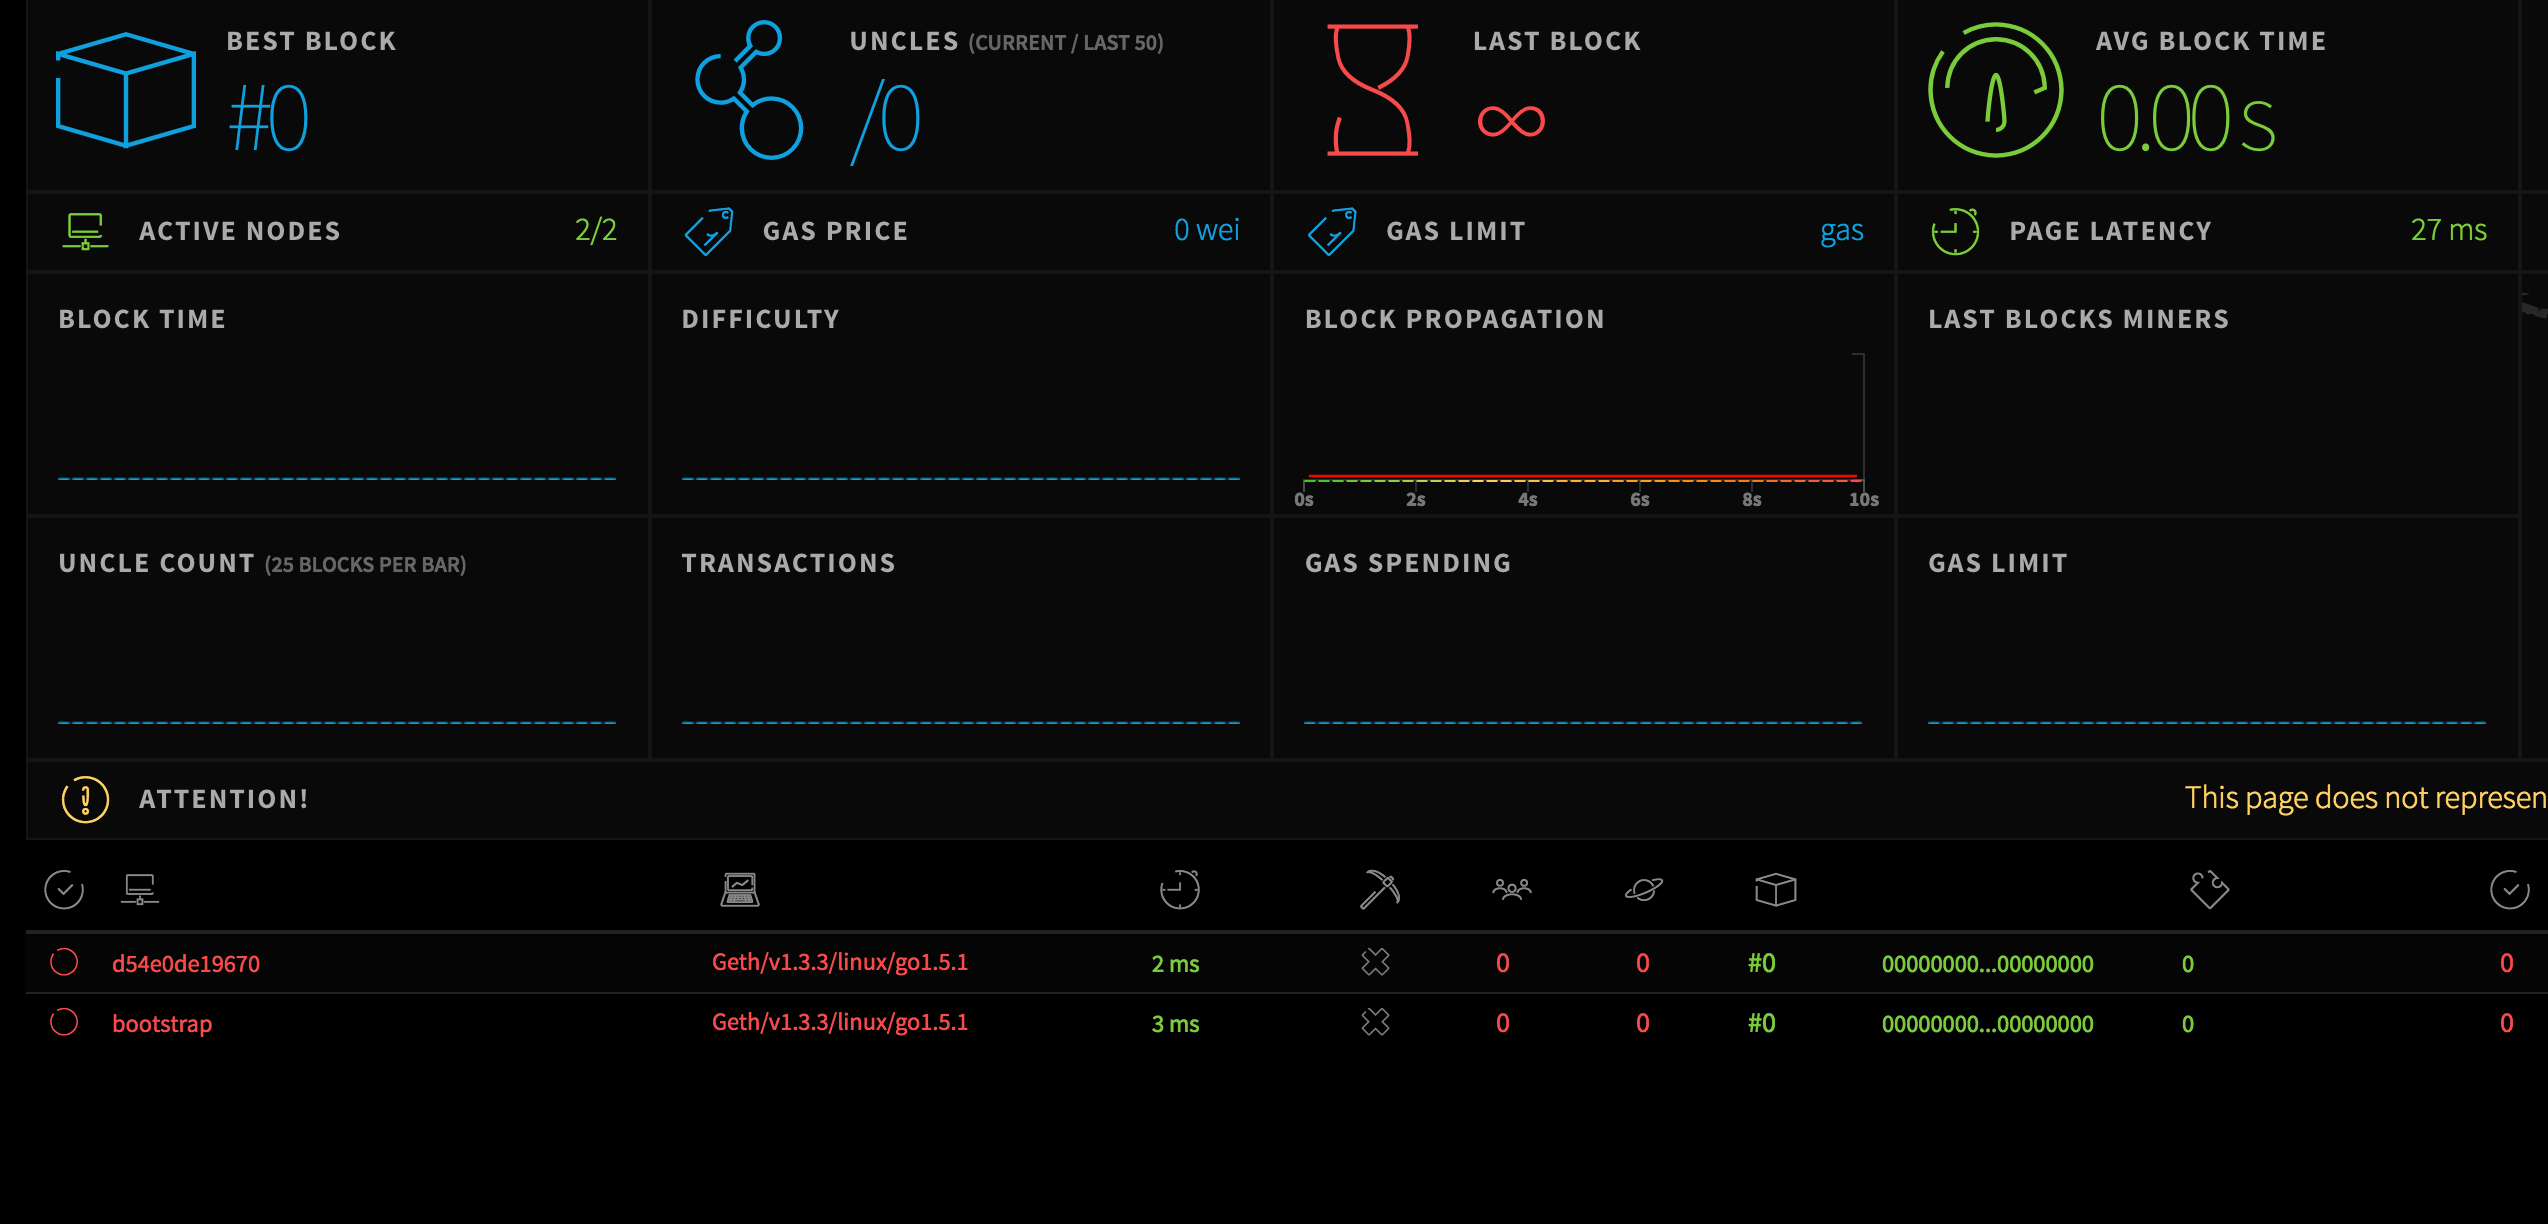 BEST BLOCK
#0
UNCLES (CURRENT / LAST 50)
/0
LAST BLOCK
∞
AVG BLOCK TIME
0.00 s
ACTIVE NODES 2/2
GAS PRICE 0 wei
GAS LIMIT gas
PAGE LATENCY 27 ms
BLOCK TIME
DIFFICULTY
BLOCK PROPAGATION
0s 2s 4s 6s 8s 10s
LAST BLOCKS MINERS
UNCLE COUNT (25 BLOCKS PER BAR)
TRANSACTIONS
GAS SPENDING
GAS LIMIT
ATTENTION!
This page does not represen
d54e0de19670 Geth/v1.3.3/linux/go1.5.1 2 ms 0 0 #0 00000000...00000000 0 0
bootstrap Geth/v1.3.3/linux/go1.5.1 3 ms 0 0 #0 00000000...00000000 0 0